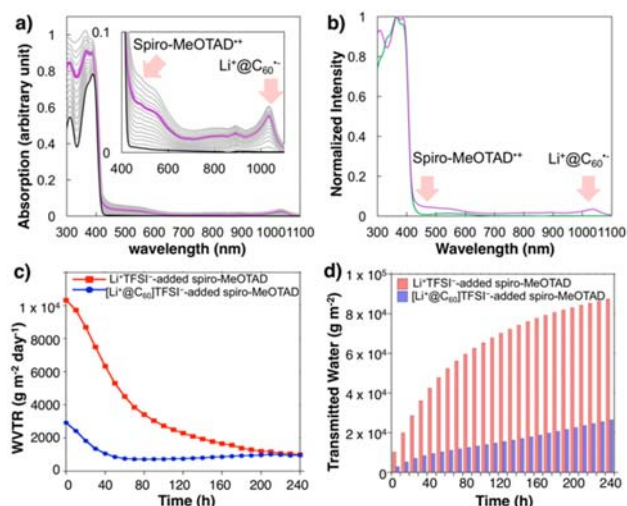 a)
0.1
Spiro-MeOTAD•+
Li+@C60•-
0
400 600 800 1000
1
0.8
0.6
0.4
0.2
0
300 400 500 600 700 800 900 1000 1100
Absorption (arbitrary unit)
wavelength (nm)
b)
1
0.8
0.6
0.4
0.2
0
Spiro-MeOTAD•+
Li+@C60•-
300 400 500 600 700 800 900 1000 1100
Normalized Intensity
Wavelength (nm)
c
Li+TFSI−-added spiro-MeOTAD
[Li+@C60]TFSI−-added spiro-MeOTAD
1 10⁴
8000
6000
4000
2000
0
0 40 80 120 160 200 240
WVTR
(g m-2 day-1)
Time (h)
d
1 x 10⁵
Li+TFSI−-added spiro-MeOTAD
[Li+@C60]TFSI−-added spiro-MeOTAD
8 x 10⁴
6 x 10⁴
4 x 10⁴
2 x 10⁴
0
0 40 80 120 160 200 240
Transmitted Water (g m-2)
Time (h)